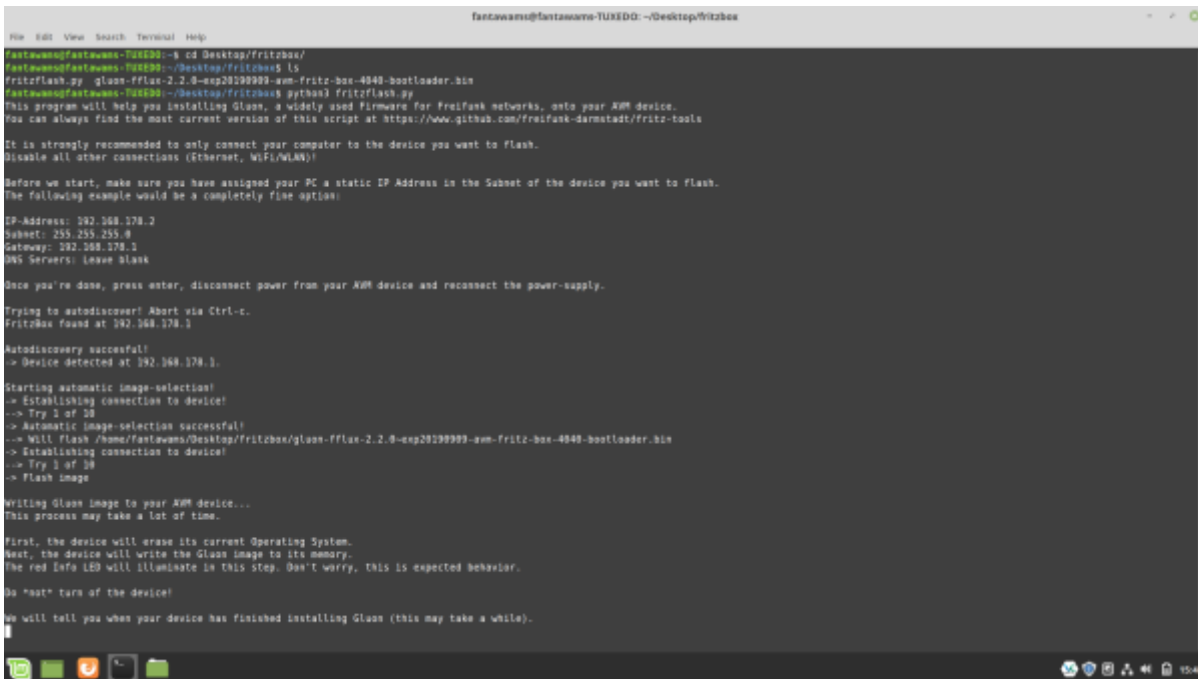 fantawams@fantawams-TUXEDO: ~/Desktop/fritzbox
File Edit View Search Terminal Help
fantawams@fantawams-TUXEDO:~$ cd Desktop/fritzbox/
fantawams@fantawams-TUXEDO:~/Desktop/fritzbox$ ls
fritzflash.py gluon-fflux-2.2.0~exp20190909-avm-fritz-box-4040-bootloader.bin
fantawams@fantawams-TUXEDO:~/Desktop/fritzbox$ python3 fritzflash.py
This program will help you installing Gluon, a widely used Firmware for Freifunk networks, onto your AVM device.
You can always find the most current version of this script at https://www.github.com/freifunk-darmstadt/fritz-tools
It is strongly recommended to only connect your computer to the device you want to flash.
Disable all other connections (Ethernet, WiFi/WLAN)!
Before we start, make sure you have assigned your PC a static IP Address in the Subnet of the device you want to flash.
The following example would be a completely fine option:
IP-Address: 192.168.178.2
Subnet: 255.255.255.0
Gateway: 192.168.178.1
DNS Servers: Leave blank
Once you're done, press enter, disconnect power from your AVM device and reconnect the power-supply.
Trying to autodiscover! Abort via Ctrl-c.
FritzBox found at 192.168.178.1
Autodiscovery succesful!
-> Device detected at 192.168.178.1.
Starting automatic image-selection!
-> Establishing connection to device!
--> Try 1 of 10
-> Automatic image-selection successful!
--> Will flash /home/fantawams/Desktop/fritzbox/gluon-fflux-2.2.0~exp20190909-avm-fritz-box-4040-bootloader.bin
-> Establishing connection to device!
--> Try 1 of 10
-> Flash image
Writing Gluon image to your AVM device...
This process may take a lot of time.
First, the device will erase its current Operating System.
Next, the device will write the Gluon image to its memory.
The red Info LED will illuminate in this step. Don't worry, this is expected behavior.
Do *not* turn of the device!
We will tell you when your device has finished installing Gluon (this may take a while).